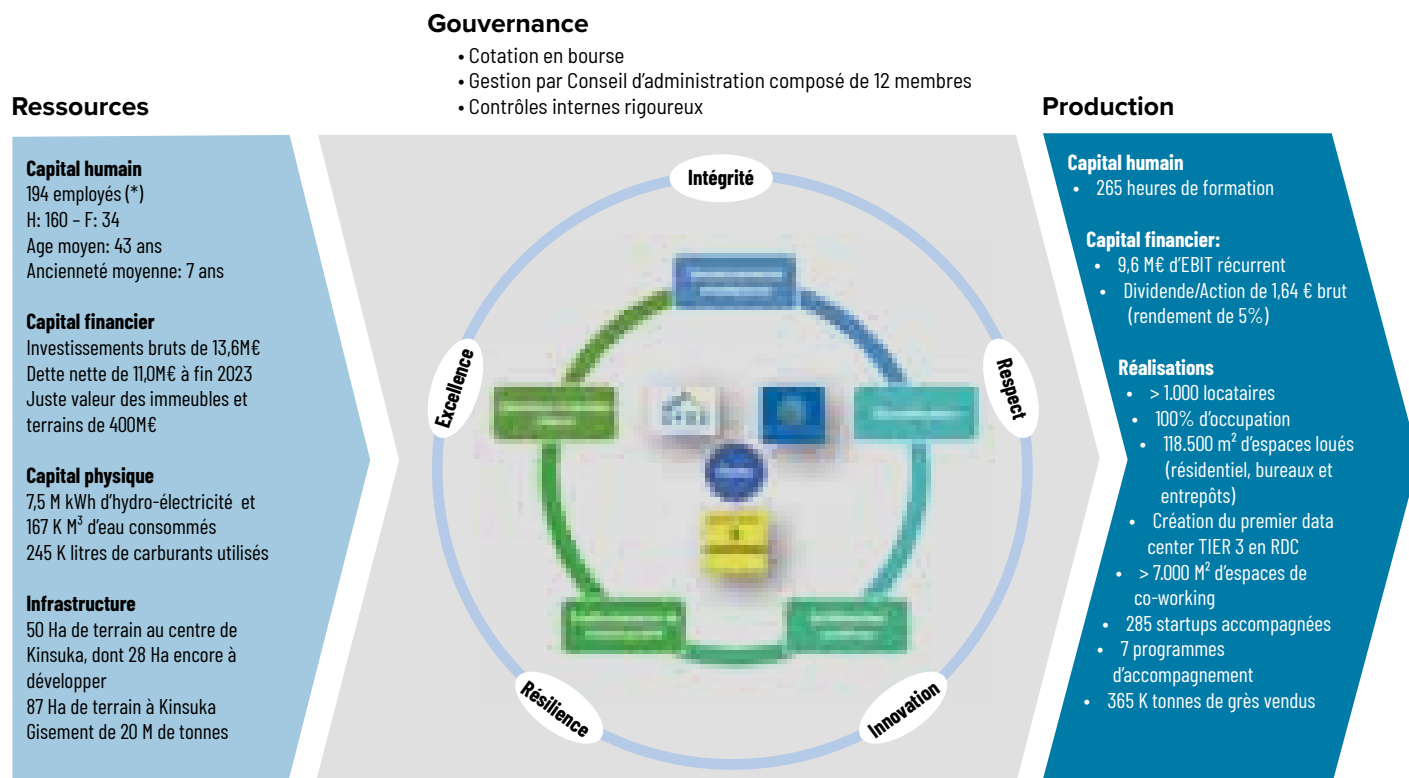 Gouvernance
• Cotation en bourse
• Gestion par Conseil d'administration composé de 12 membres
• Contrôles internes rigoureux
Ressources
Capital humain
194 employés (*)
H: 160 – F: 34
Age moyen: 43 ans
Ancienneté moyenne: 7 ans
Capital financier
Investissements bruts de 13,6M€
Dette nette de 11,0M€ à fin 2023
Juste valeur des immeubles et
terrains de 400M€
Capital physique
7,5 M kWh d'hydro-électricité et
167 K M³ d'eau consommés
245 K litres de carburants utilisés
Infrastructure
50 Ha de terrain au centre de
Kinsuka, dont 28 Ha encore à
développer
87 Ha de terrain à Kinsuka
Gisement de 20 M de tonnes
Intégrité
Excellence
Respect
Résilience
Innovation
Production
Capital humain
• 265 heures de formation
Capital financier:
• 9,6 M€ d'EBIT récurrent
• Dividende/Action de 1,64 € brut
(rendement de 5%)
Réalisations
• > 1.000 locataires
• 100% d'occupation
• 118.500 m² d'espaces loués
(résidentiel, bureaux et
entrepôts)
• Création du premier data
center TIER 3 en RDC
• > 7.000 M² d'espaces de
co-working
• 285 startups accompagnées
• 7 programmes
d'accompagnement
• 365 K tonnes de grès vendus